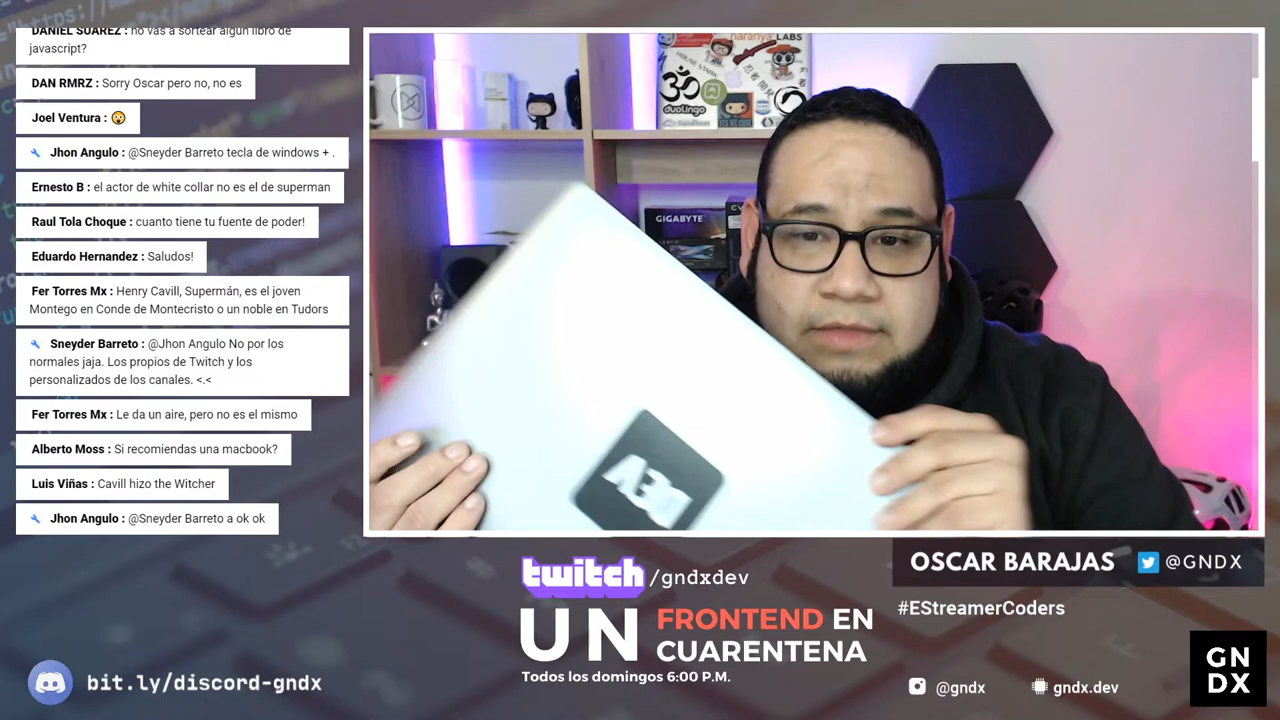 DANIEL SUAREZ : no vas a sortear algun libro de
javascript?
DAN RMRZ : Sorry Oscar pero no, no es
Joel Ventura : 😮
Jhon Angulo : @Sneyder Barreto tecla de windows + .
Ernesto B : el actor de white collar no es el de superman
Raul Tola Choque : cuanto tiene tu fuente de poder!
Eduardo Hernandez : Saludos!
Fer Torres Mx : Henry Cavill, Supermán, es el joven
Montego en Conde de Montecristo o un noble en Tudors
Sneyder Barreto : @Jhon Angulo No por los
normales jaja. Los propios de Twitch y los
personalizados de los canales. <.<
Fer Torres Mx : Le da un aire, pero no es el mismo
Alberto Moss : Si recomiendas una macbook?
Luis Viñas : Cavill hizo the Witcher
Jhon Angulo : @Sneyder Barreto a ok ok
naranya LABS
HOUSE STARK
duolingo
GIGABYTE
OSCAR BARAJAS @GNDX
#EStreamerCoders
twitch/gndxdev
UN FRONTEND EN
CUARENTENA
Todos los domingos 6:00 P.M.
bit.ly/discord-gndx
@gndx
gndx.dev
GN
DX